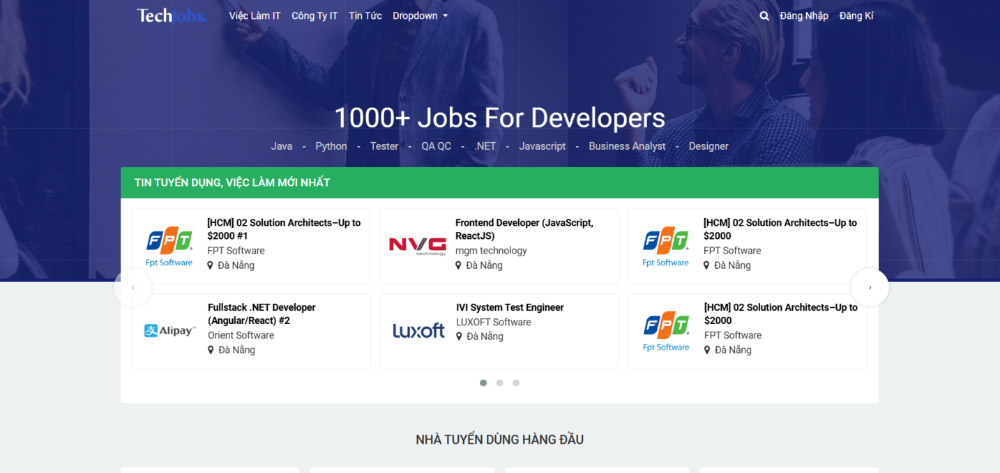 TechJobs.
Việc Làm IT Công Ty IT Tin Tức Dropdown
Đăng Nhập Đăng Kí
1000+ Jobs For Developers
Java - Python - Tester - QA QC - .NET - Javascript - Business Analyst - Designer
TIN TUYỂN DỤNG, VIỆC LÀM MỚI NHẤT
FPT
Fpt Software
[HCM] 02 Solution Architects–Up to
$2000 #1
FPT Software
Đà Nẵng
NVG
technology
Frontend Developer (JavaScript,
ReactJS)
mgm technology
Đà Nẵng
FPT
Fpt Software
[HCM] 02 Solution Architects–Up to
$2000
FPT Software
Đà Nẵng
‹
›
支 Alipay™
Fullstack .NET Developer
(Angular/React) #2
Orient Software
Đà Nẵng
luxoft
IVI System Test Engineer
LUXOFT Software
Đà Nẵng
FPT
Fpt Software
[HCM] 02 Solution Architects–Up to
$2000
FPT Software
Đà Nẵng
NHÀ TUYỂN DÙNG HÀNG ĐẦU